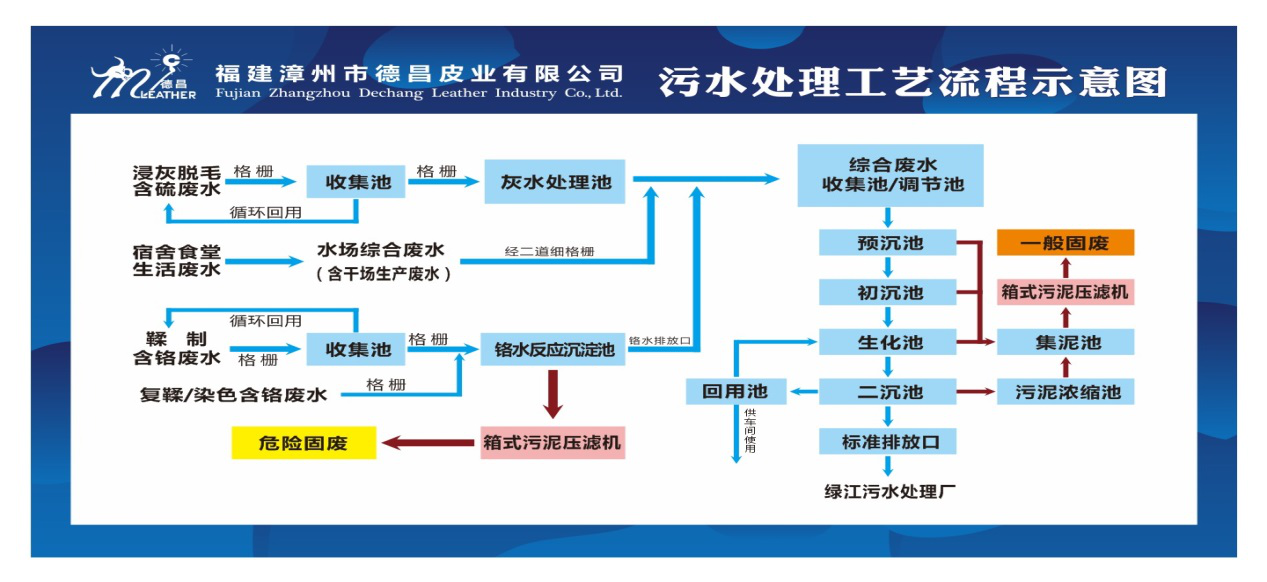 德昌
LEATHER
福建漳州市德昌皮业有限公司
Fujian Zhangzhou Dechang Leather Industry Co., Ltd.
污水处理工艺流程示意图
浸灰脱毛
含硫废水
格栅
收集池
格栅
灰水处理池
循环回用
宿舍食堂
生活废水
水场综合废水
(含干场生产废水)
经二道细格栅
循环回用
鞣 制
含铬废水
格栅
收集池
格栅
铬水反应沉淀池
铬水排放口
复鞣/染色含铬废水
格栅
危险固废
箱式污泥压滤机
综合废水
收集池/调节池
预沉池
一般固废
初沉池
箱式污泥压滤机
生化池
集泥池
回用池
二沉池
污泥浓缩池
供车间使用
标准排放口
绿江污水处理厂